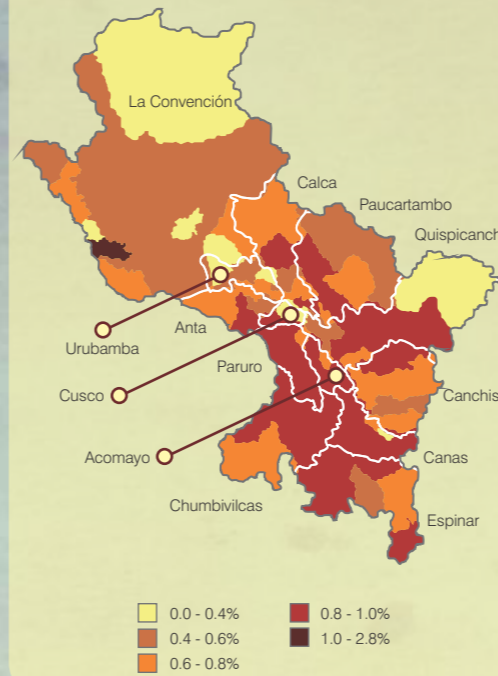 La Convención
Calca
Paucartambo
Quispicanch
Anta
Urubamba
Paruro
Cusco
Canchis
Acomayo
Canas
Chumbivilcas
Espinar
0.0 - 0.4%
0.8 - 1.0%
0.4 - 0.6%
1.0 - 2.8%
0.6 - 0.8%